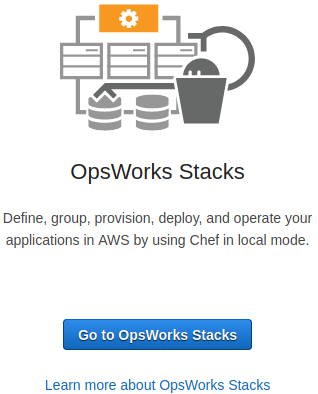 OpsWorks Stacks
Define, group, provision, deploy, and operate your
applications in AWS by using Chef in local mode.
Go to OpsWorks Stacks
Learn more about OpsWorks Stacks